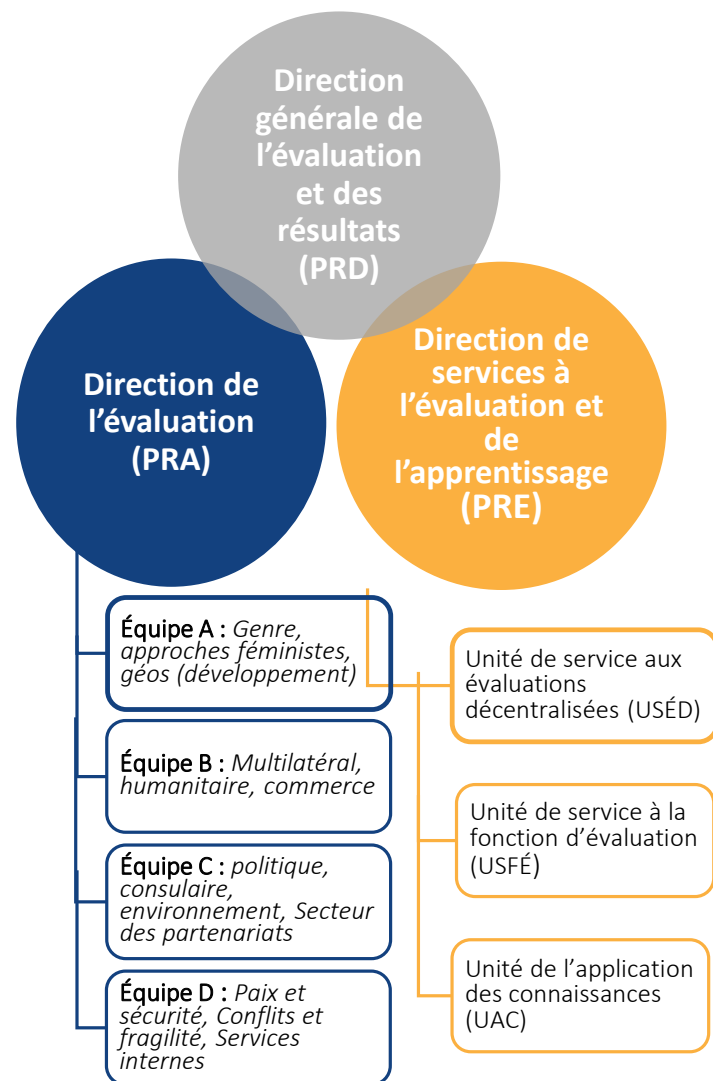 Direction
générale de
l’évaluation
et des
résultats
(PRD)
Direction de
l’évaluation
(PRA)
Direction de
services à
l’évaluation et
de
l’apprentissage
(PRE)
Équipe A : Genre,
approches féministes,
géos (développement)
Équipe B : Multilatéral,
humanitaire, commerce
Équipe C : politique,
consulaire,
environnement, Secteur
des partenariats
Équipe D : Paix et
sécurité, Conflits et
fragilité, Services
internes
Unité de service aux
évaluations
décentralisées (USÉD)
Unité de service à la
fonction d’évaluation
(USFÉ)
Unité de l’application
des connaissances
(UAC)